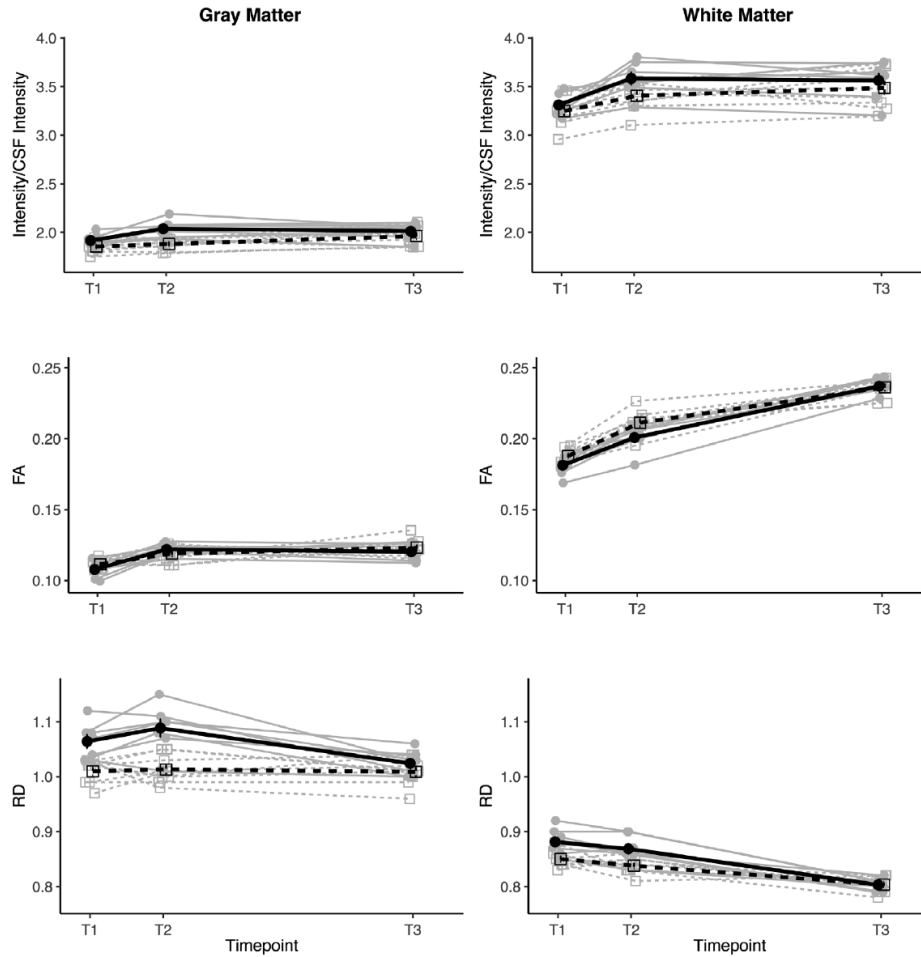 Gray Matter
White Matter
Intensity/CSF Intensity
4.0
3.5
3.0
2.5
2.0
T1
T2
T3
Intensity/CSF Intensity
4.0
3.5
3.0
2.5
2.0
T1
T2
T3
FA
0.25
0.20
0.15
0.10
T1
T2
T3
FA
0.25
0.20
0.15
0.10
T1
T2
T3
RD
1.1
1.0
0.9
0.8
T1
T2
T3
Timepoint
RD
1.1
1.0
0.9
0.8
T1
T2
T3
Timepoint